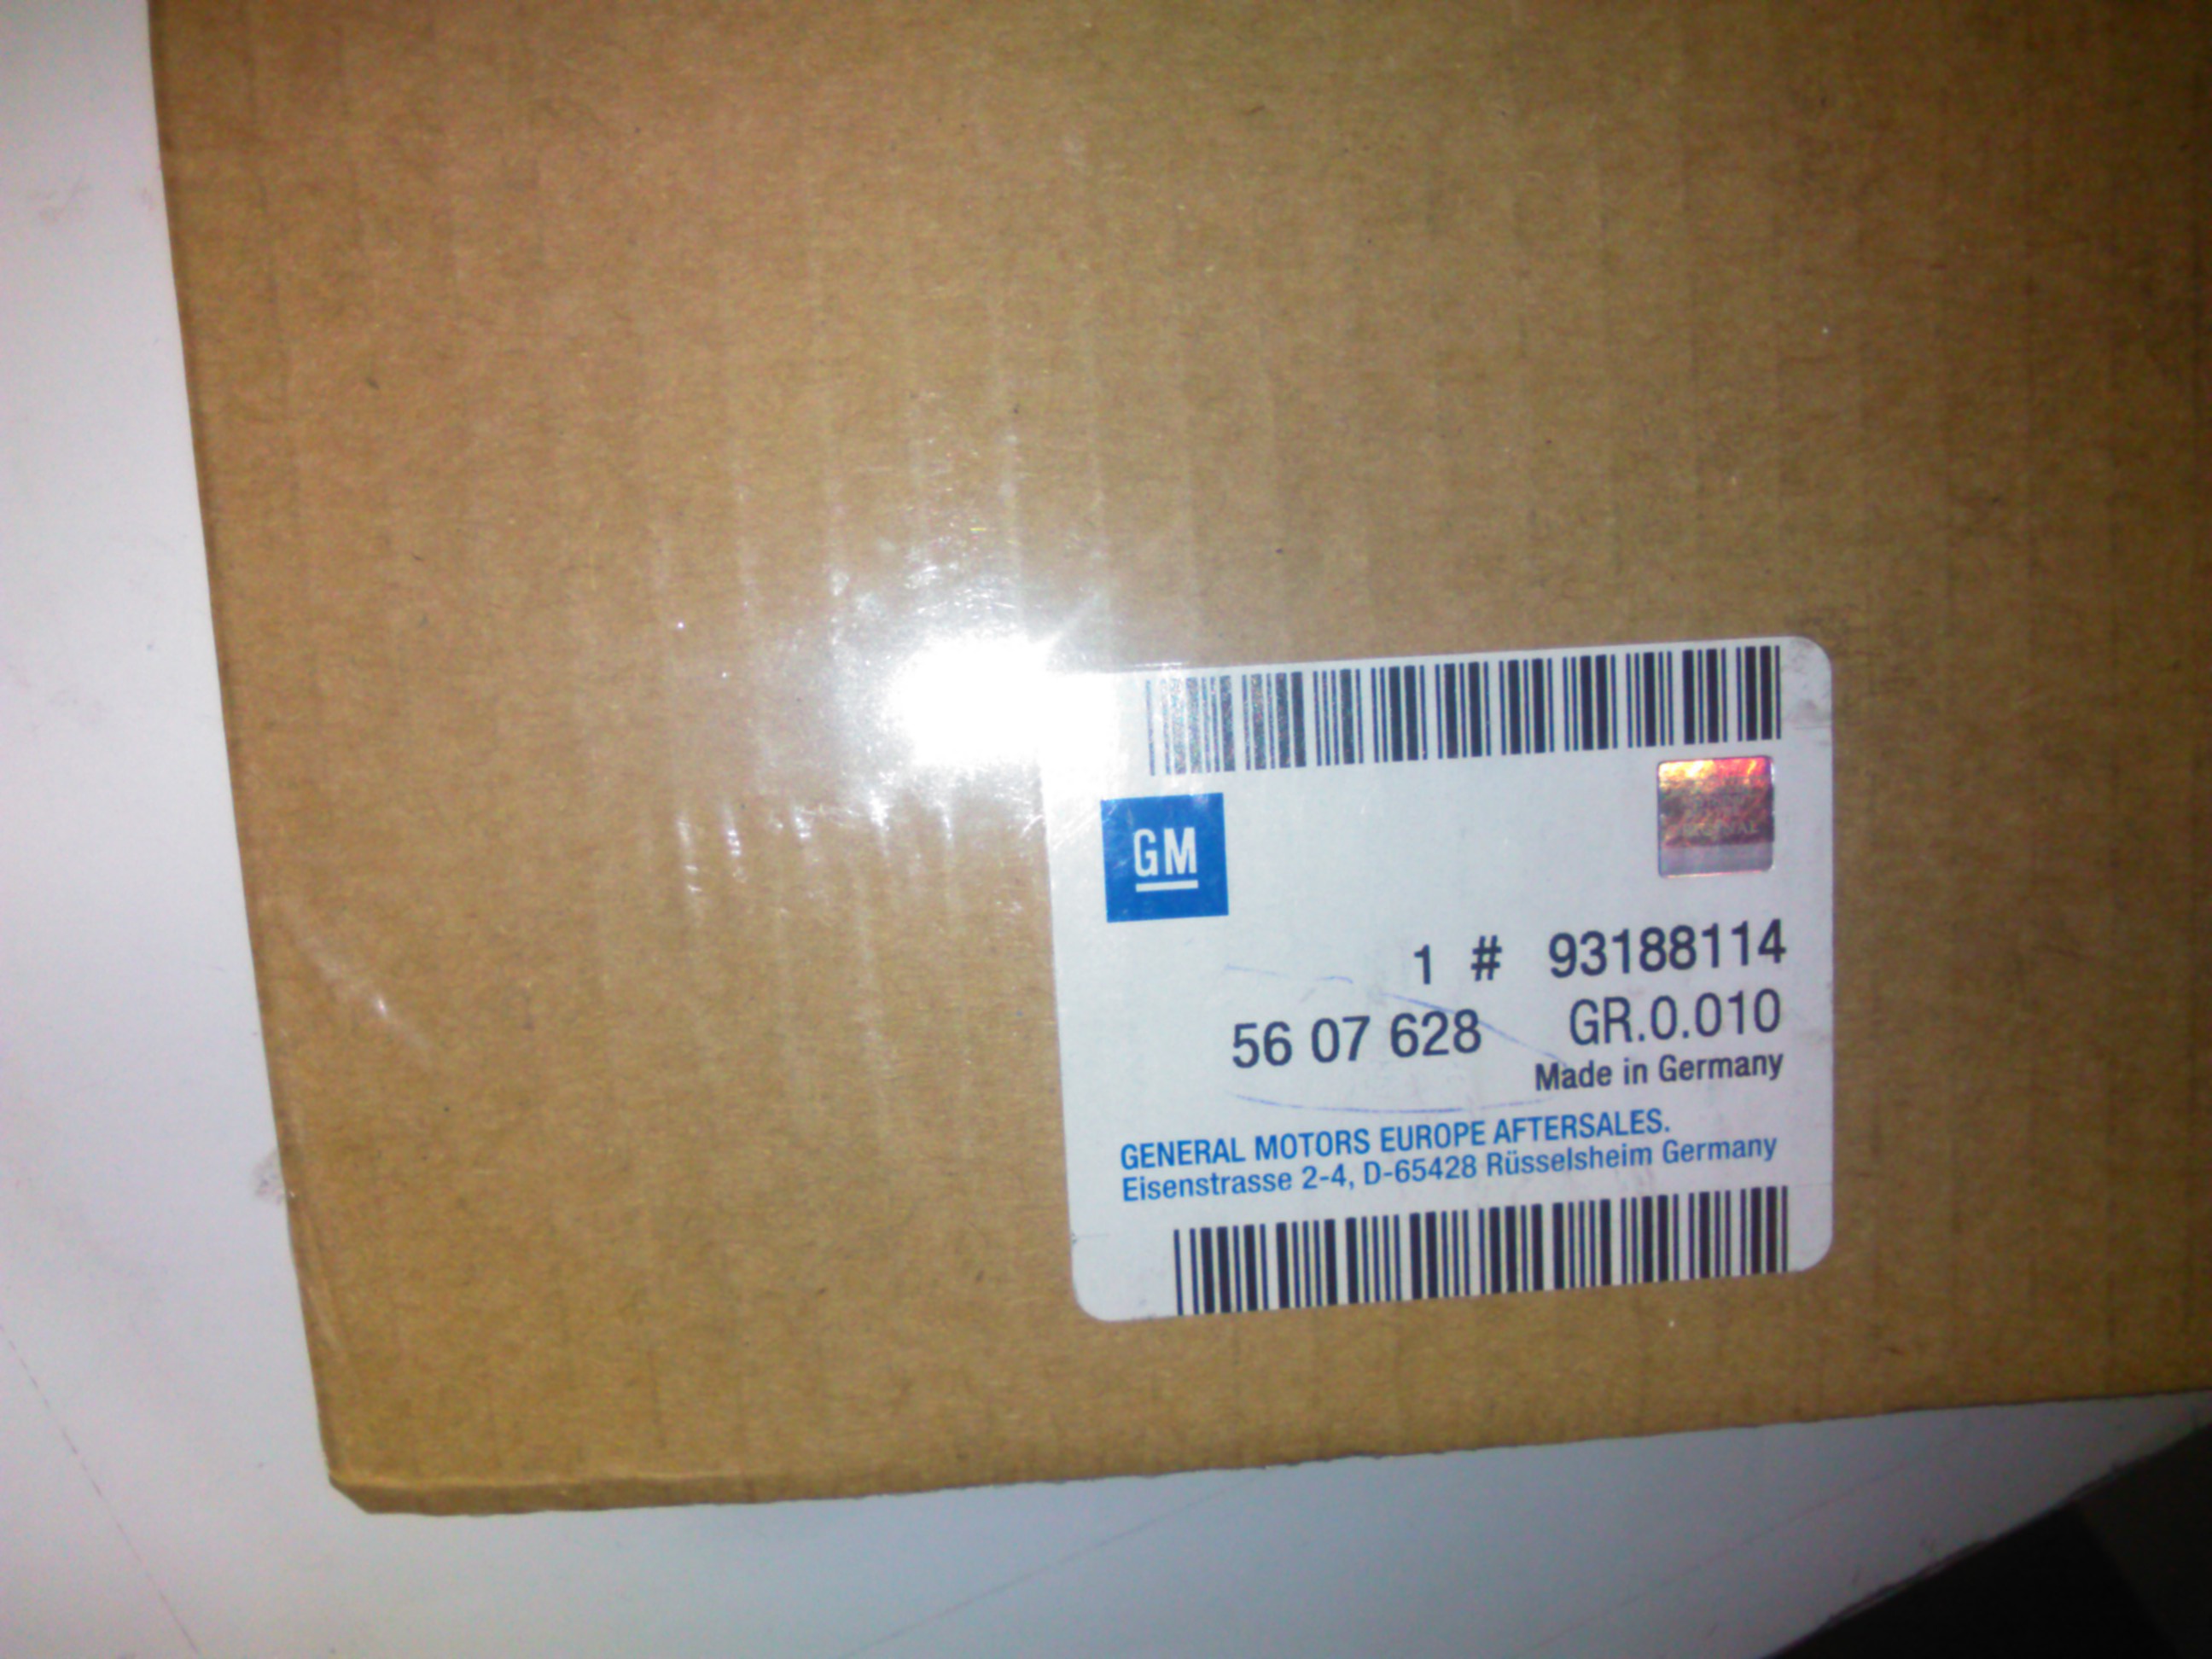 GM
1 # 93188114
56 07 628 GR.0.010
Made in Germany
GENERAL MOTORS EUROPE AFTERSALES.
Eisenstrasse 2-4, D-65428 Rüsselsheim Germany